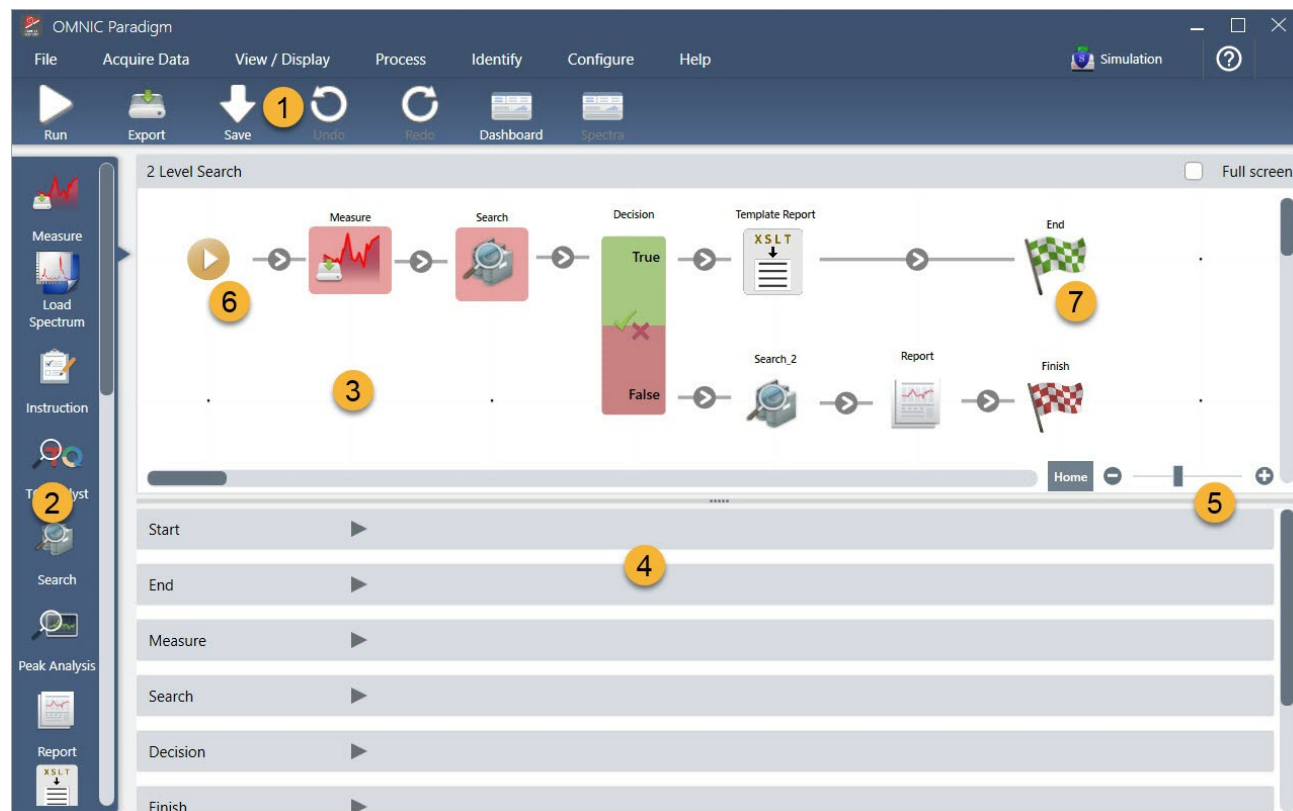 OMNIC Paradigm
File Acquire Data View / Display Process Identify Configure Help Simulation ?
1
Run Export Save Undo Redo Dashboard Spectra
2 Level Search Full screen
Measure
Load
Spectrum
Instruction
2
Search
Peak Analysis
Report
XSLT
Measure Search Decision Template Report End
XSLT
True
6 7
3
Search_2 Report Finish
False
Home
5
Start
4
End
Measure
Search
Decision
Finish